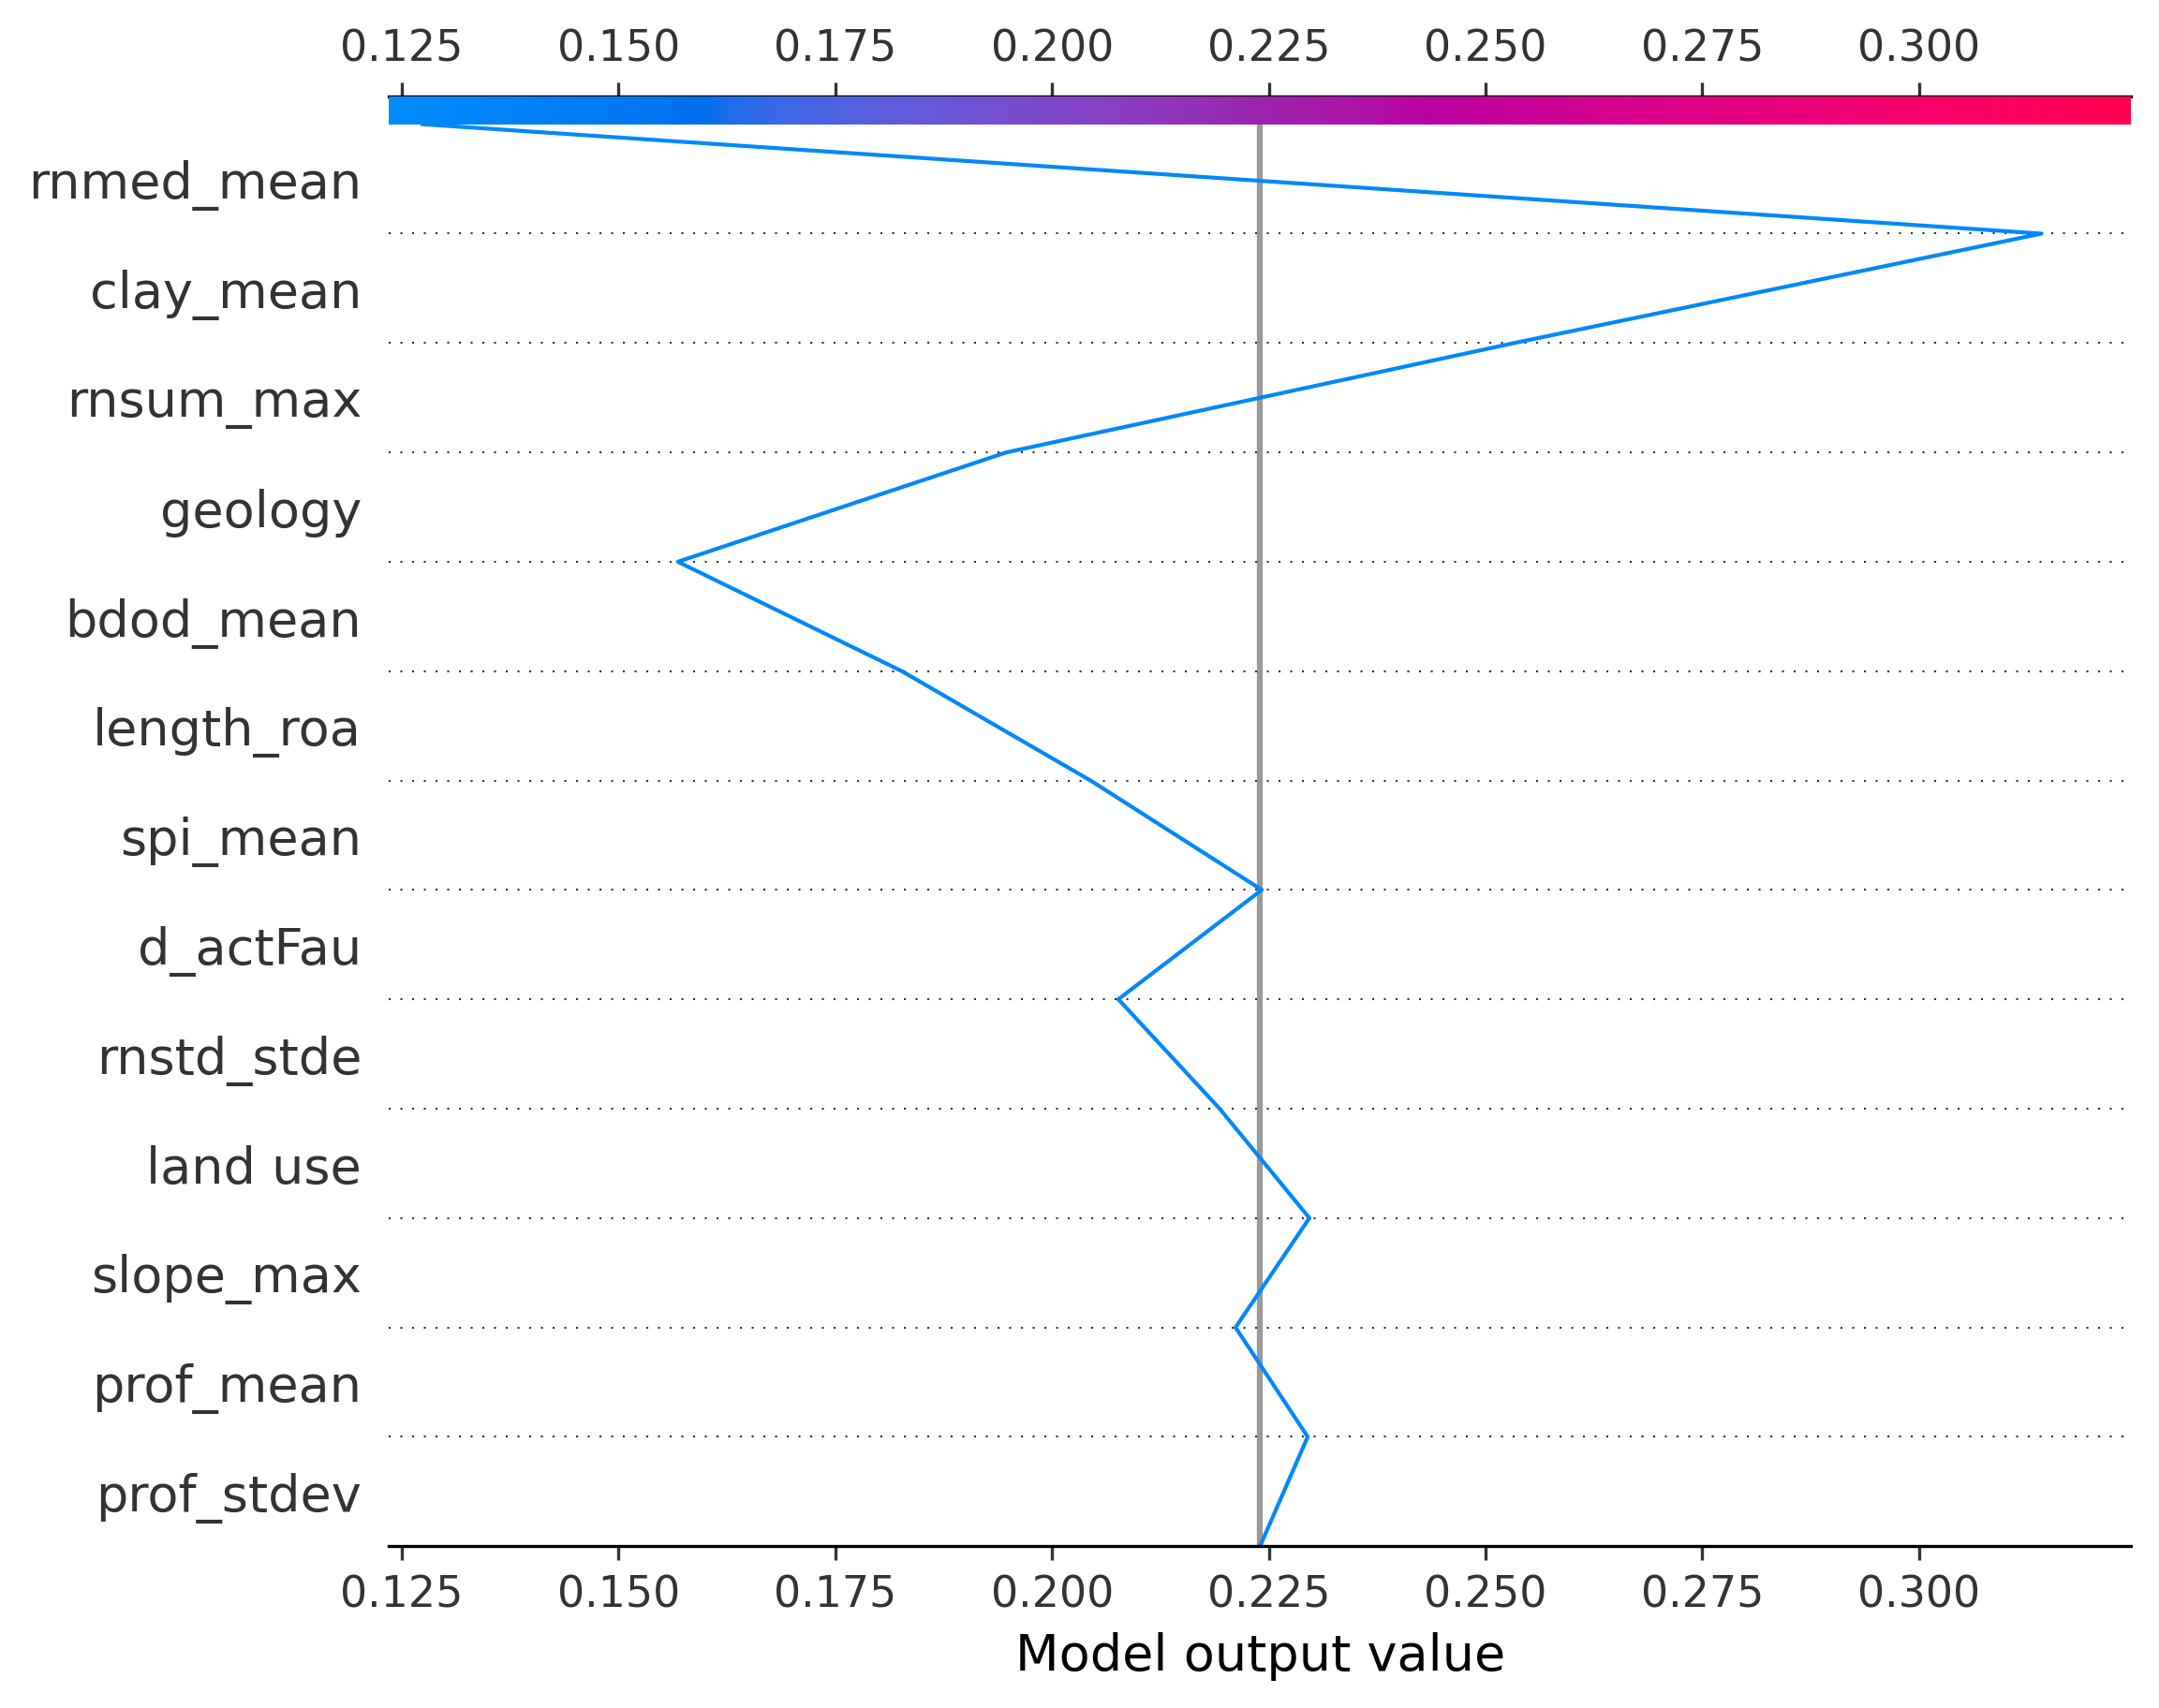 0.125 0.150 0.175 0.200 0.225 0.250 0.275 0.300
rnmed_mean
clay_mean
rnsum_max
geology
bdod_mean
length_roa
spi_mean
d_actFau
rnstd_stde
land use
slope_max
prof_mean
prof_stdev
0.125 0.150 0.175 0.200 0.225 0.250 0.275 0.300
Model output value